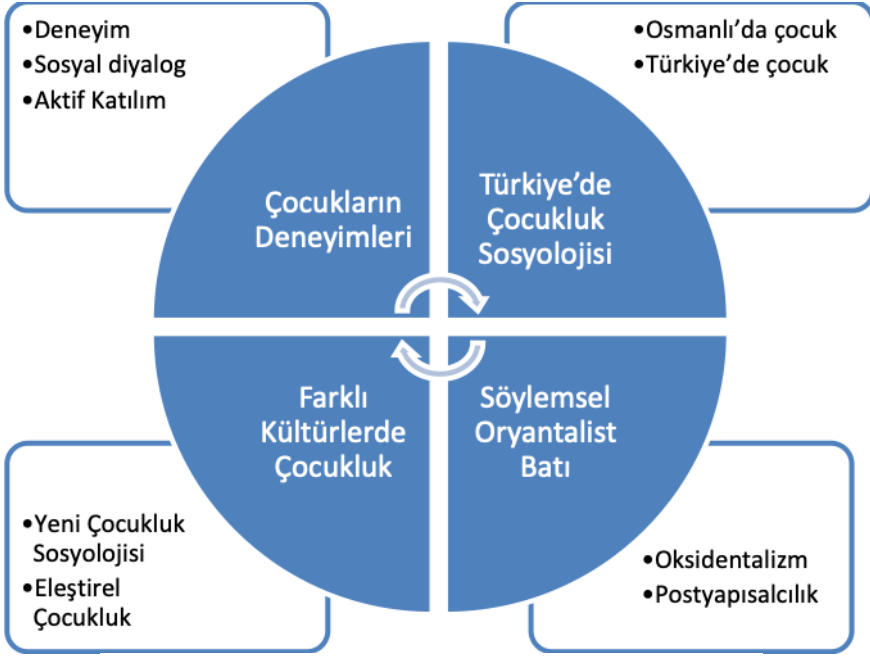 •Deneyim
•Sosyal diyalog
•Aktif Katılım
•Osmanlı’da çocuk
•Türkiye’de çocuk
Çocukların
Deneyimleri
Türkiye’de
Çocukluk
Sosyolojisi
Farklı
Kültürlerde
Çocukluk
Söylemsel
Oryantalist
Batı
•Yeni Çocukluk
Sosyolojisi
•Eleştirel
Çocukluk
•Oksidentalizm
•Postyapısalcılık